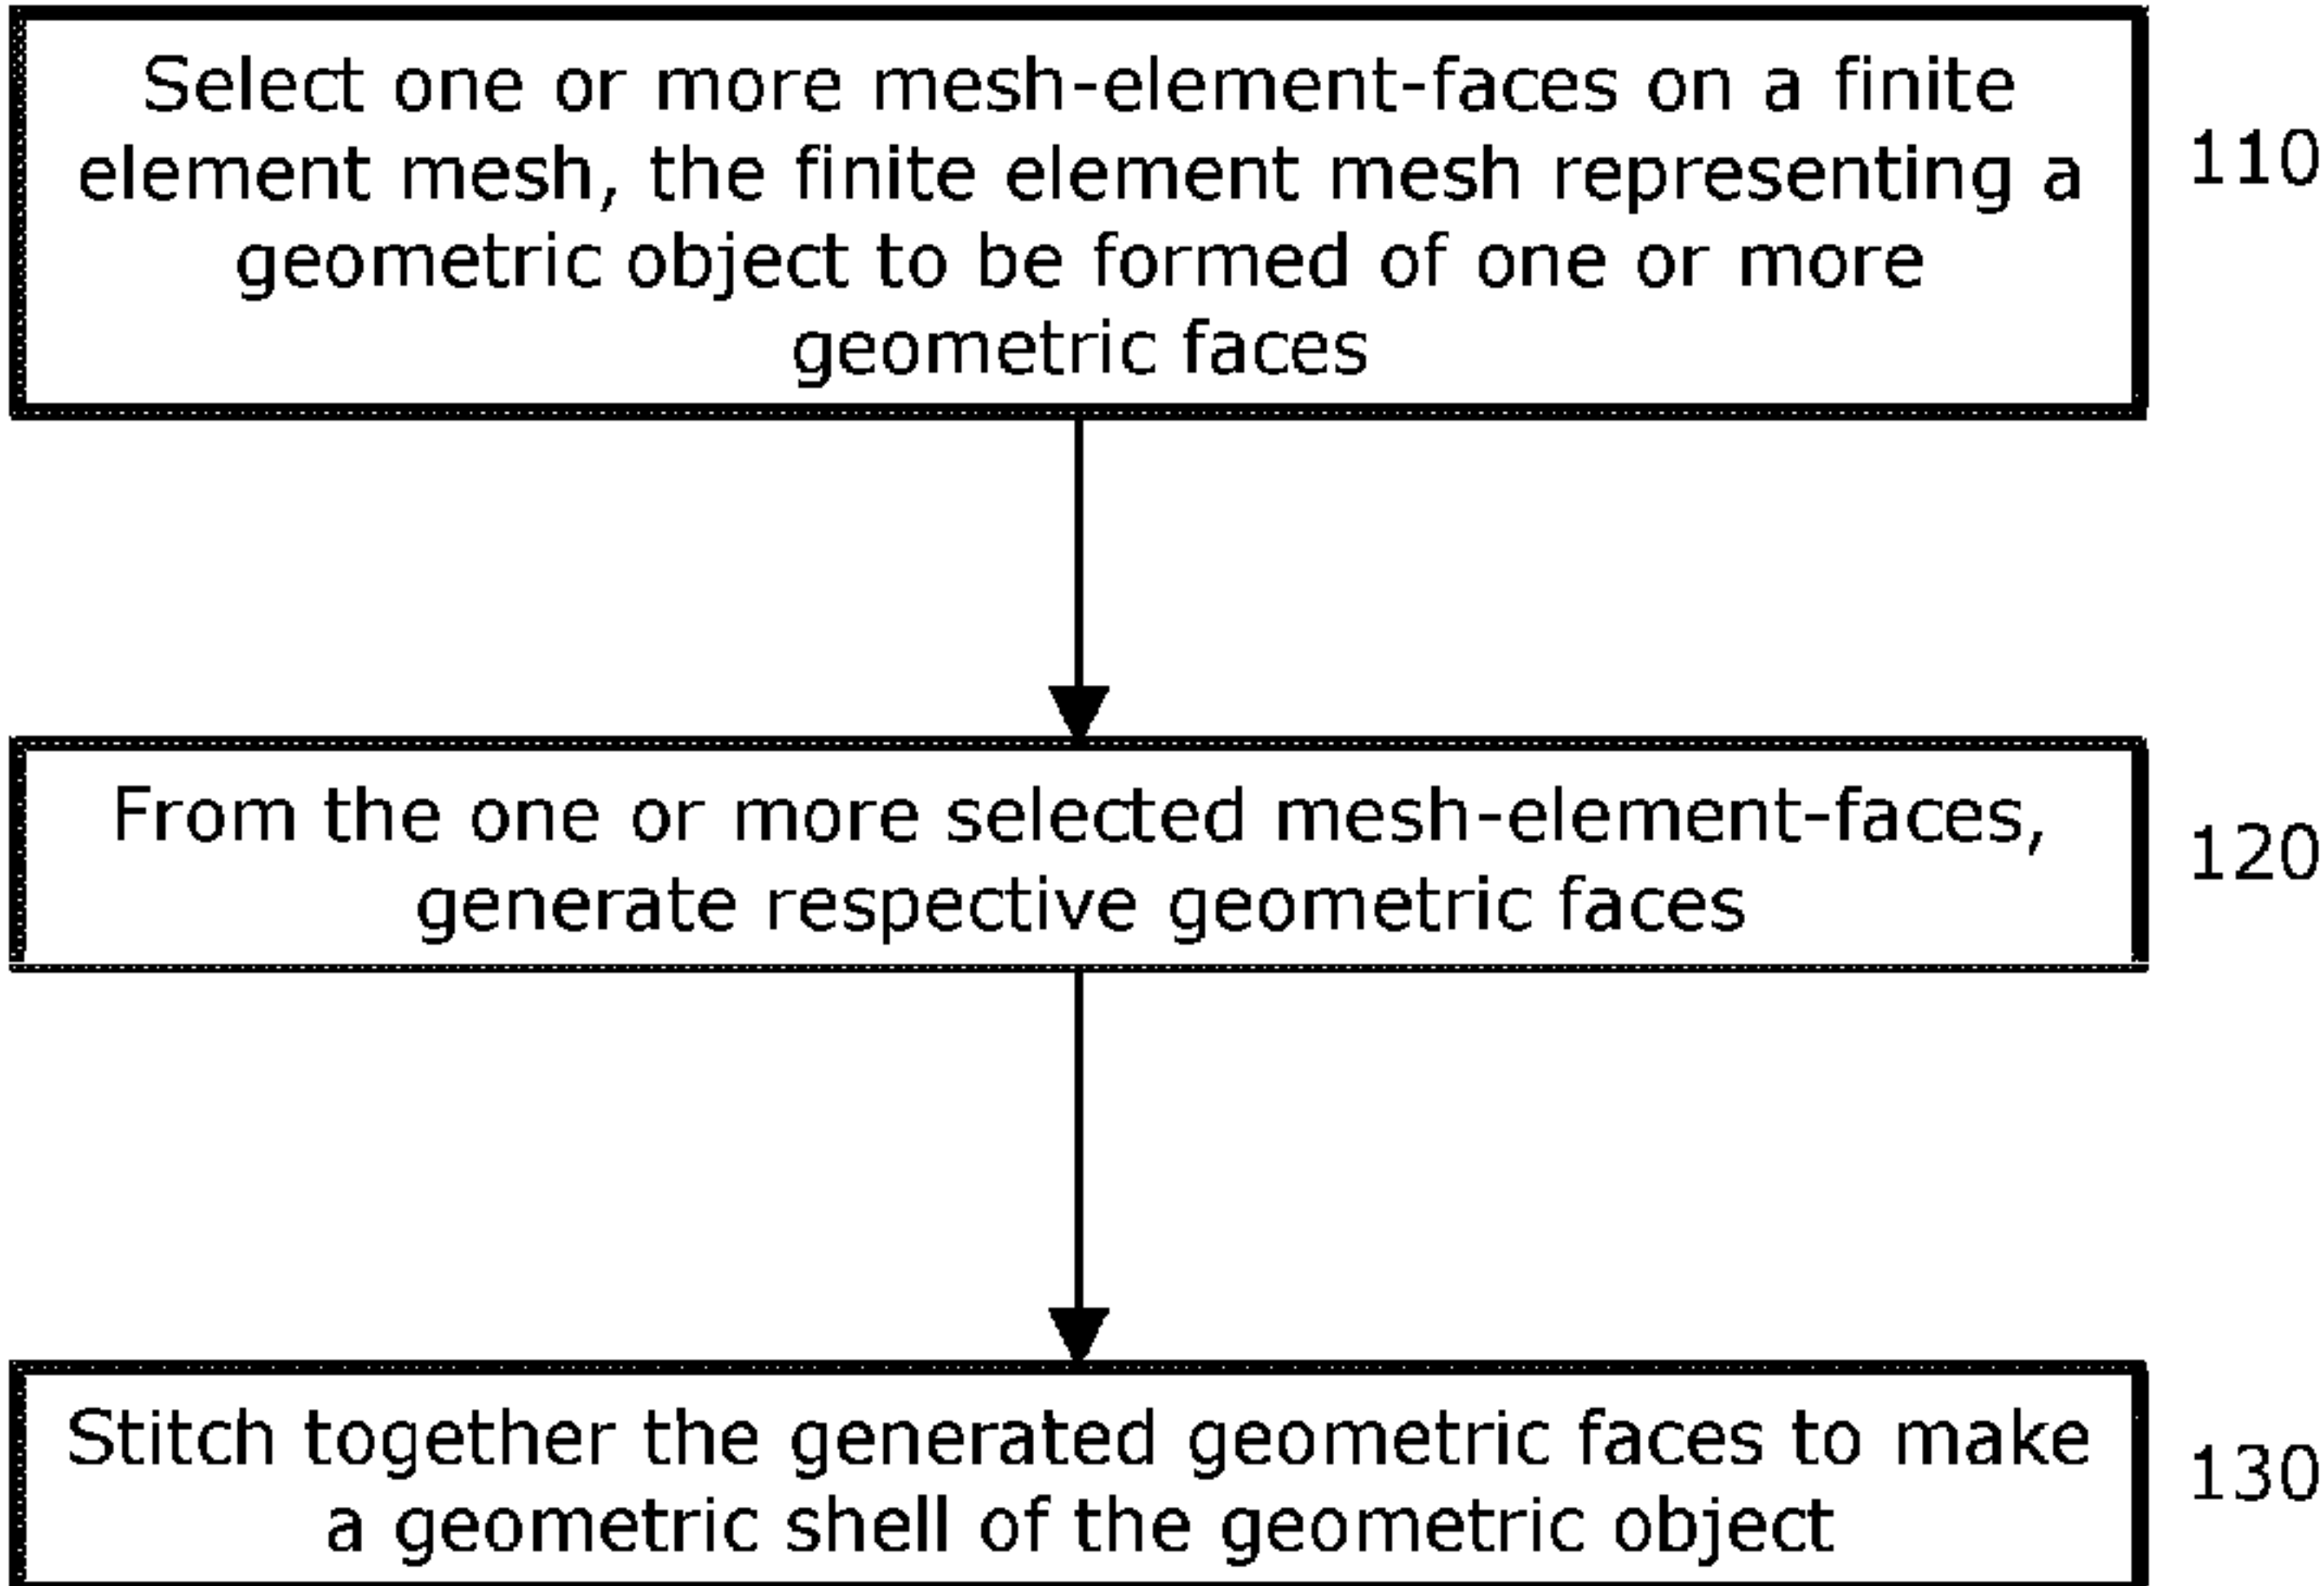 Select one or more mesh-element-faces on a finite
element mesh, the finite element mesh representing a
geometric object to be formed of one or more
geometric faces
110
From the one or more selected mesh-element-faces,
generate respective geometric faces
120
Stitch together the generated geometric faces to make
a geometric shell of the geometric object
130